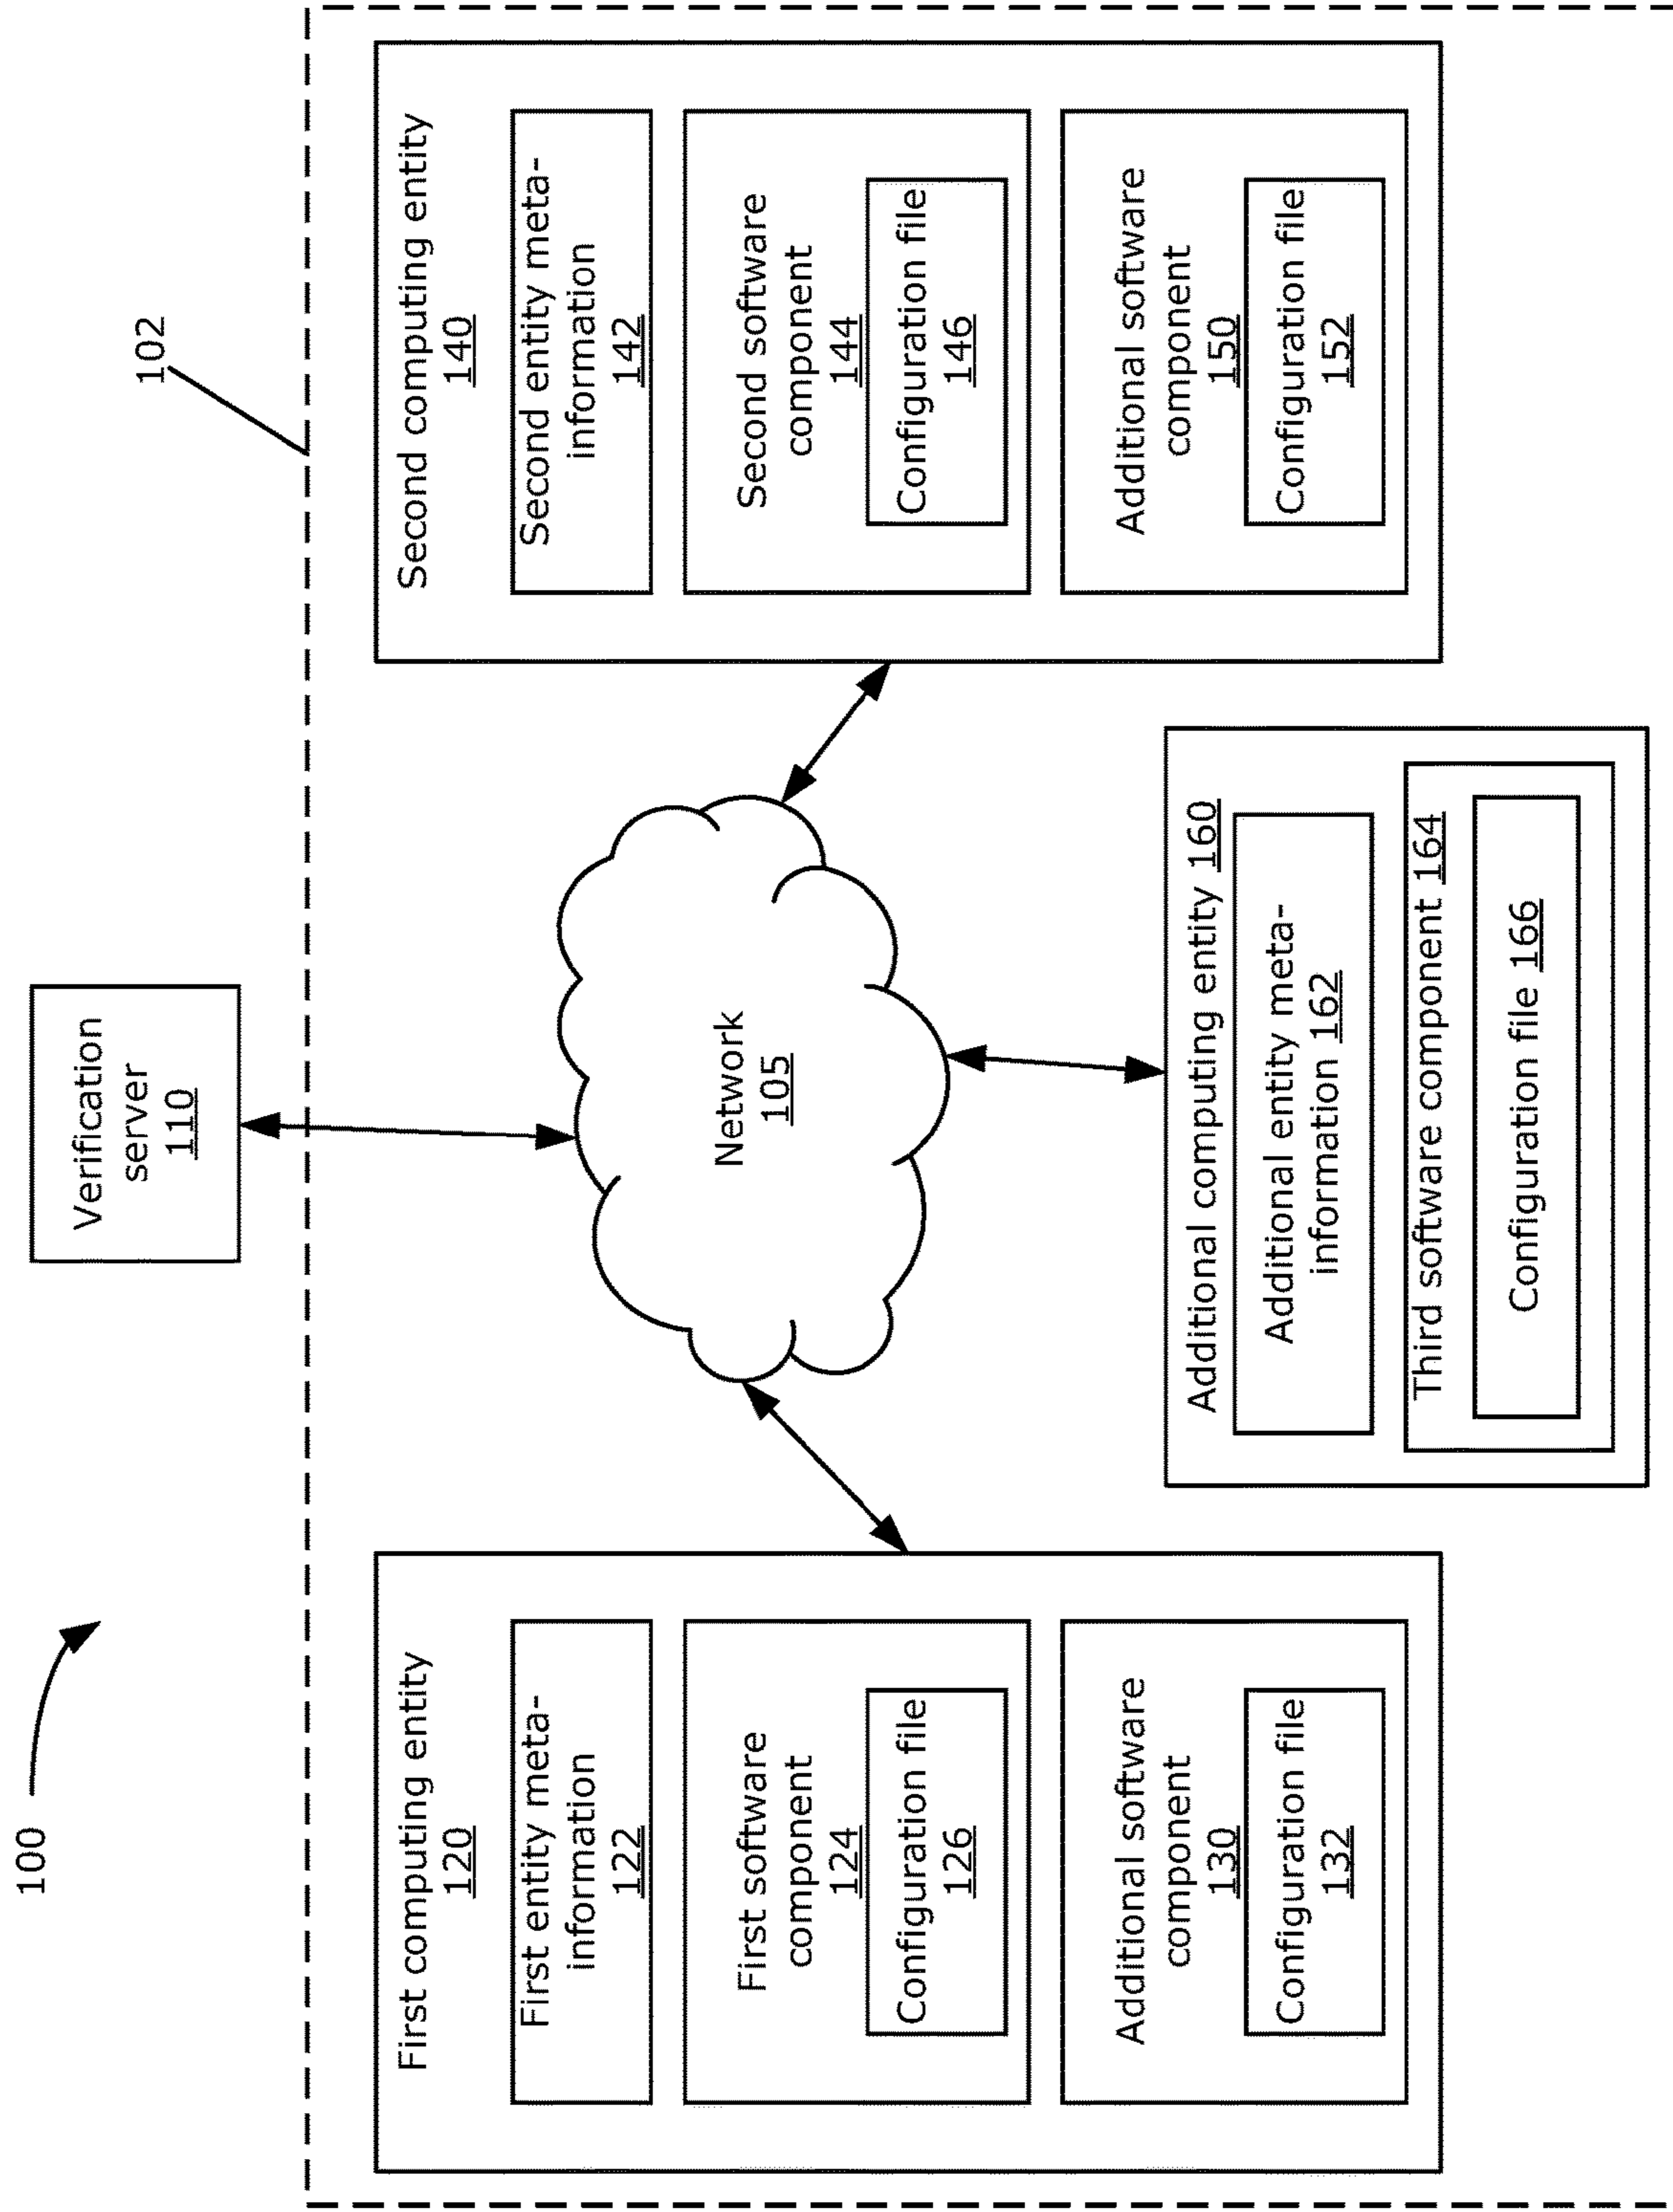 100
102
Verification
server
110
First computing entity
120
First entity meta-
information
122
First software
component
124
Configuration file
126
Additional software
component
130
Configuration file
132
Network
105
Second computing entity
140
Second entity meta-
information
142
Second software
component
144
Configuration file
146
Additional software
component
150
Configuration file
152
Additional computing entity 160
Additional entity meta-
information 162
Third software component 164
Configuration file 166